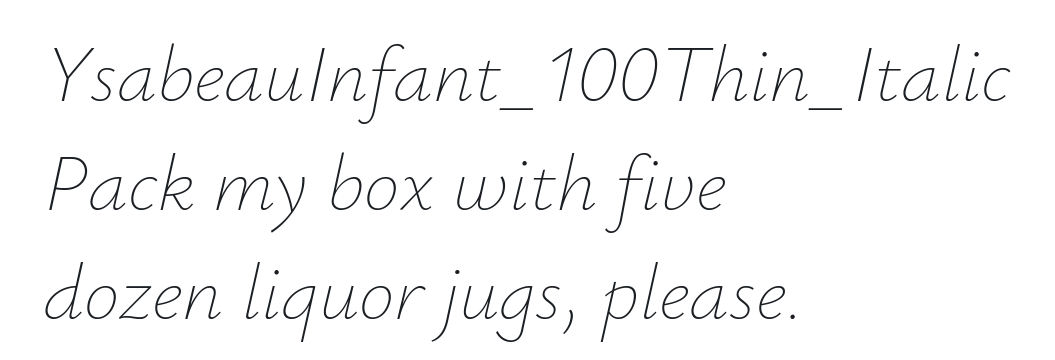 YsabeauInfant_100Thin_Italic
Pack my box with five
dozen liquor jugs, please.